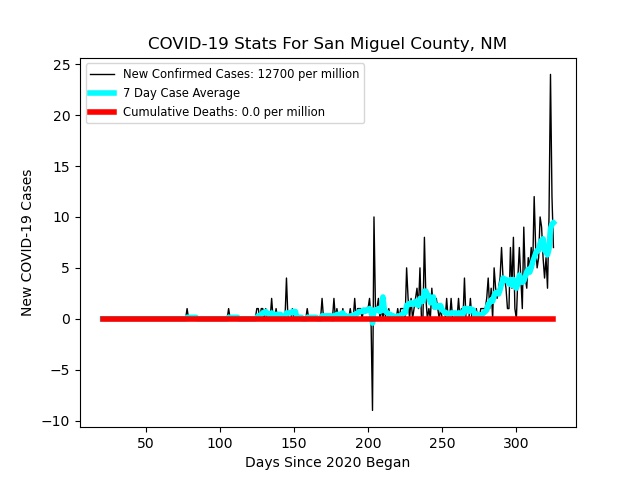 COVID-19 Stats For San Miguel County, NM
New Confirmed Cases: 12700 per million
7 Day Case Average
Cumulative Deaths: 0.0 per million
New COVID-19 Cases
25
20
15
10
5
0
−5
−10
50 100 150 200 250 300
Days Since 2020 Began